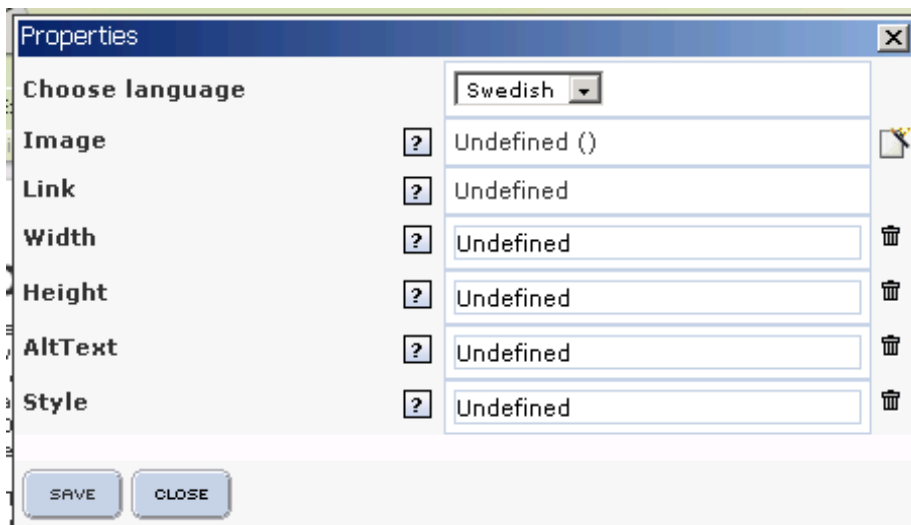 Properties
Choose language Swedish
Image ? Undefined ()
Link ? Undefined
Width ? Undefined
Height ? Undefined
AltText ? Undefined
Style ? Undefined
SAVE CLOSE